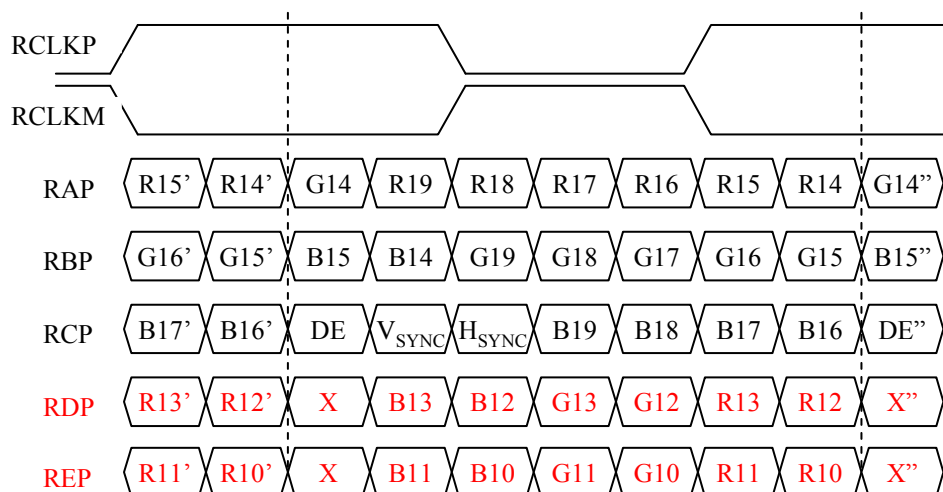 RCLKP
RCLKM
RAP R15’ R14’ G14 R19 R18 R17 R16 R15 R14 G14”
RBP G16’ G15’ B15 B14 G19 G18 G17 G16 G15 B15”
RCP B17’ B16’ DE VSYNC HSYNC B19 B18 B17 B16 DE”
RDP R13’ R12’ X B13 B12 G13 G12 R13 R12 X”
REP R11’ R10’ X B11 B10 G11 G10 R11 R10 X”